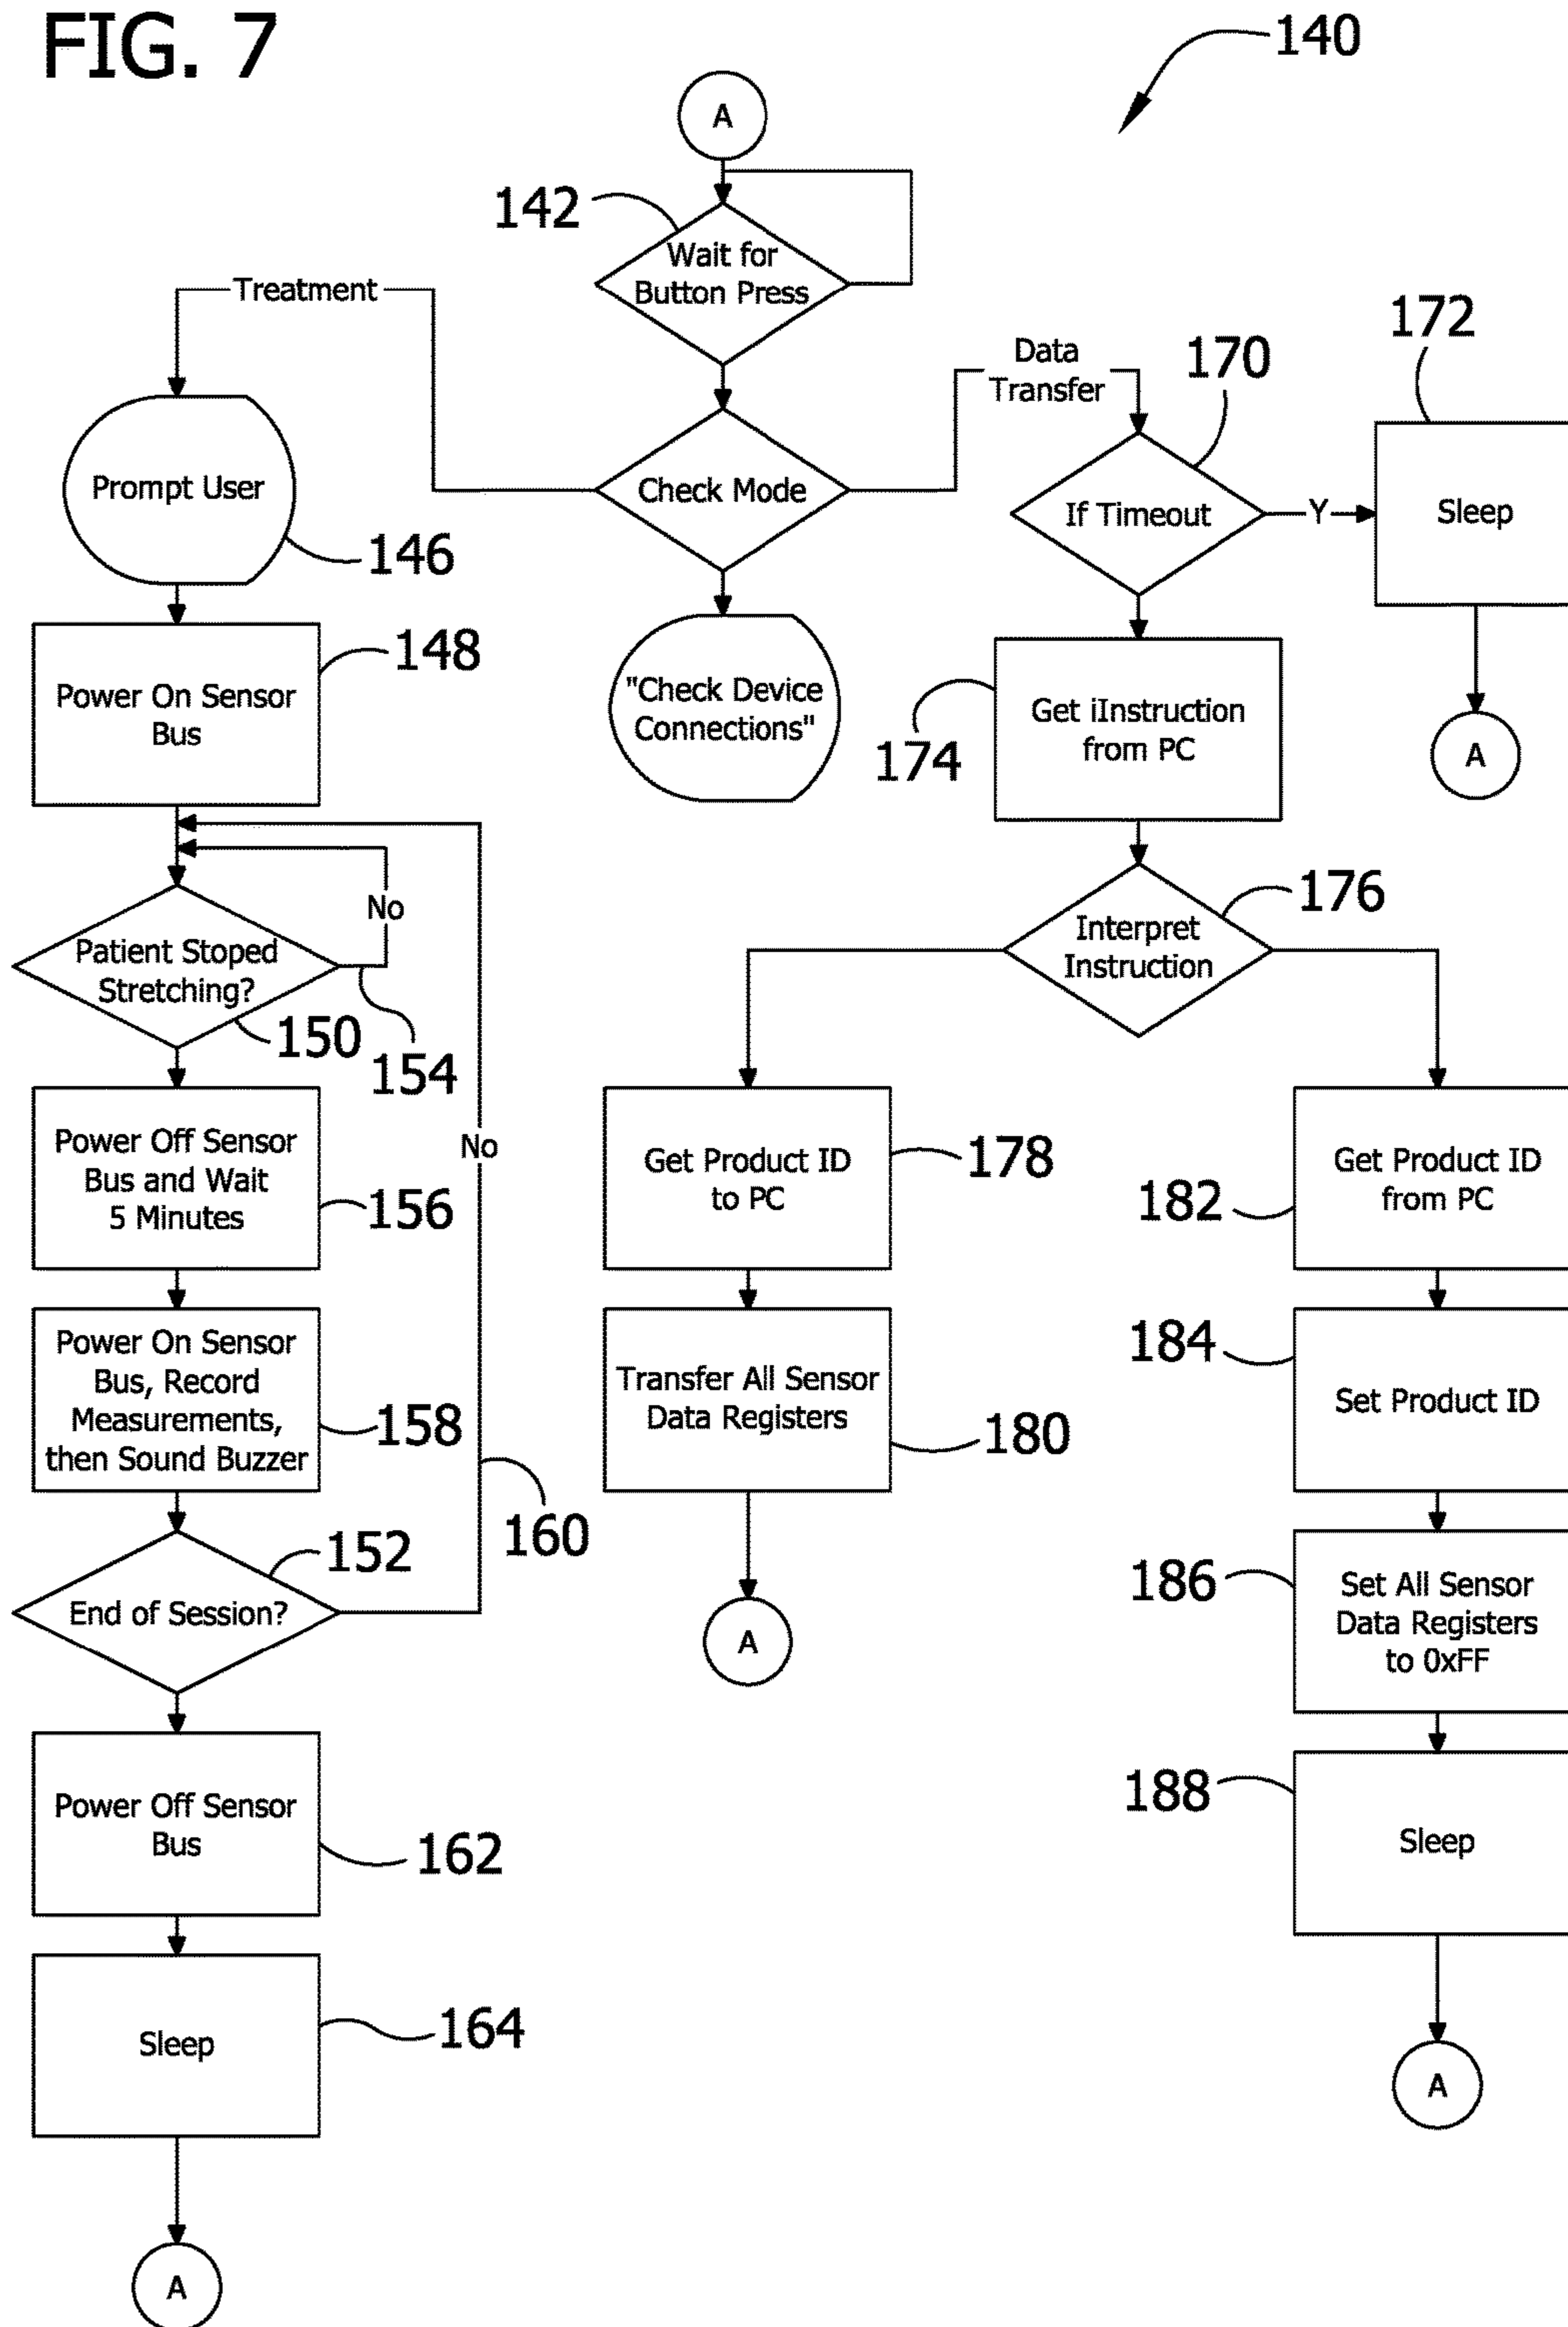 FIG. 7
140
A
142
Wait for
Button Press
Treatment
Data
Transfer
170
172
Prompt User
146
Check Mode
If Timeout
Y
Sleep
148
Power On Sensor
Bus
"Check Device
Connections"
174
Get iInstruction
from PC
A
No
Patient Stoped
Stretching?
150
154
176
Interpret
Instruction
Power Off Sensor
Bus and Wait
5 Minutes
156
No
Get Product ID
to PC
178
182
Get Product ID
from PC
Power On Sensor
Bus, Record
Measurements,
then Sound Buzzer
158
160
Transfer All Sensor
Data Registers
180
184
Set Product ID
152
End of Session?
A
186
Set All Sensor
Data Registers
to 0xFF
Power Off Sensor
Bus
162
188
Sleep
Sleep
164
A
A